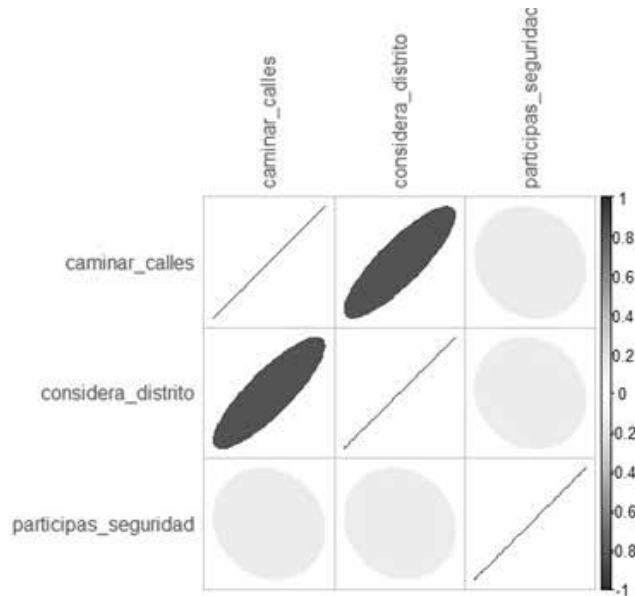 caminar_calles
considera_distrito
participas_seguridad
caminar_calles
considera_distrito
participas_seguridad
1
0.8
0.6
0.4
0.2
0
-0.2
-0.4
0.6
0.8
-1